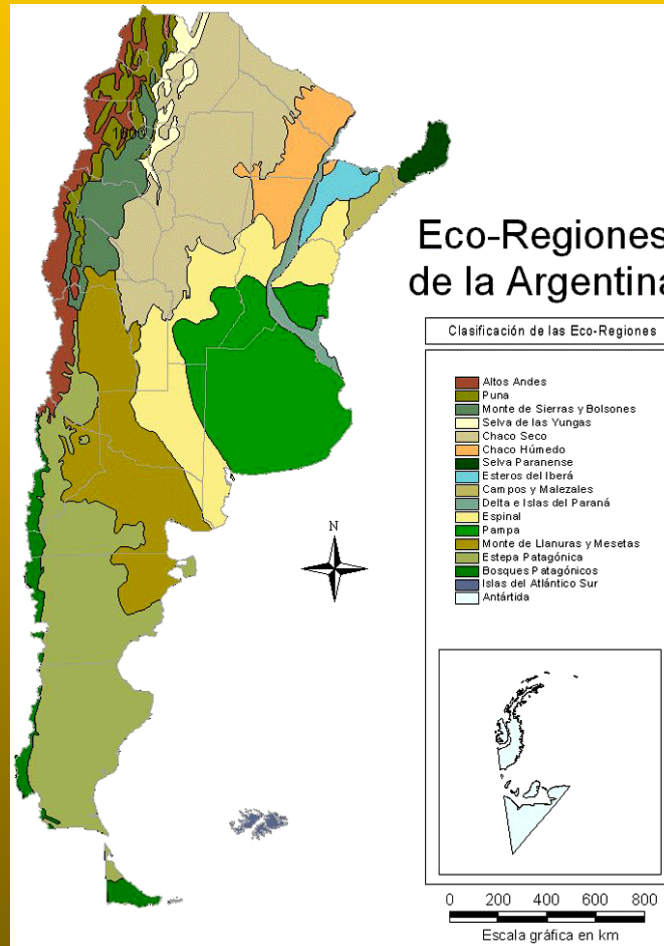 Eco-Regiones
de la Argentina
Clasificación de las Eco-Regiones
Altos Andes
Puna
Monte de Sierras y Bolsones
Selva de las Yungas
Chaco Seco
Chaco Húmedo
Selva Paranense
Esteros del Iberá
Campos y Malezales
Delta e Islas del Paraná
Espinal
Pampa
Monte de Llanuras y Mesetas
Estepa Patagónica
Bosques Patagónicos
Islas del Atlántico Sur
Antártida
N
0 200 400 600 800
Escala gráfica en km